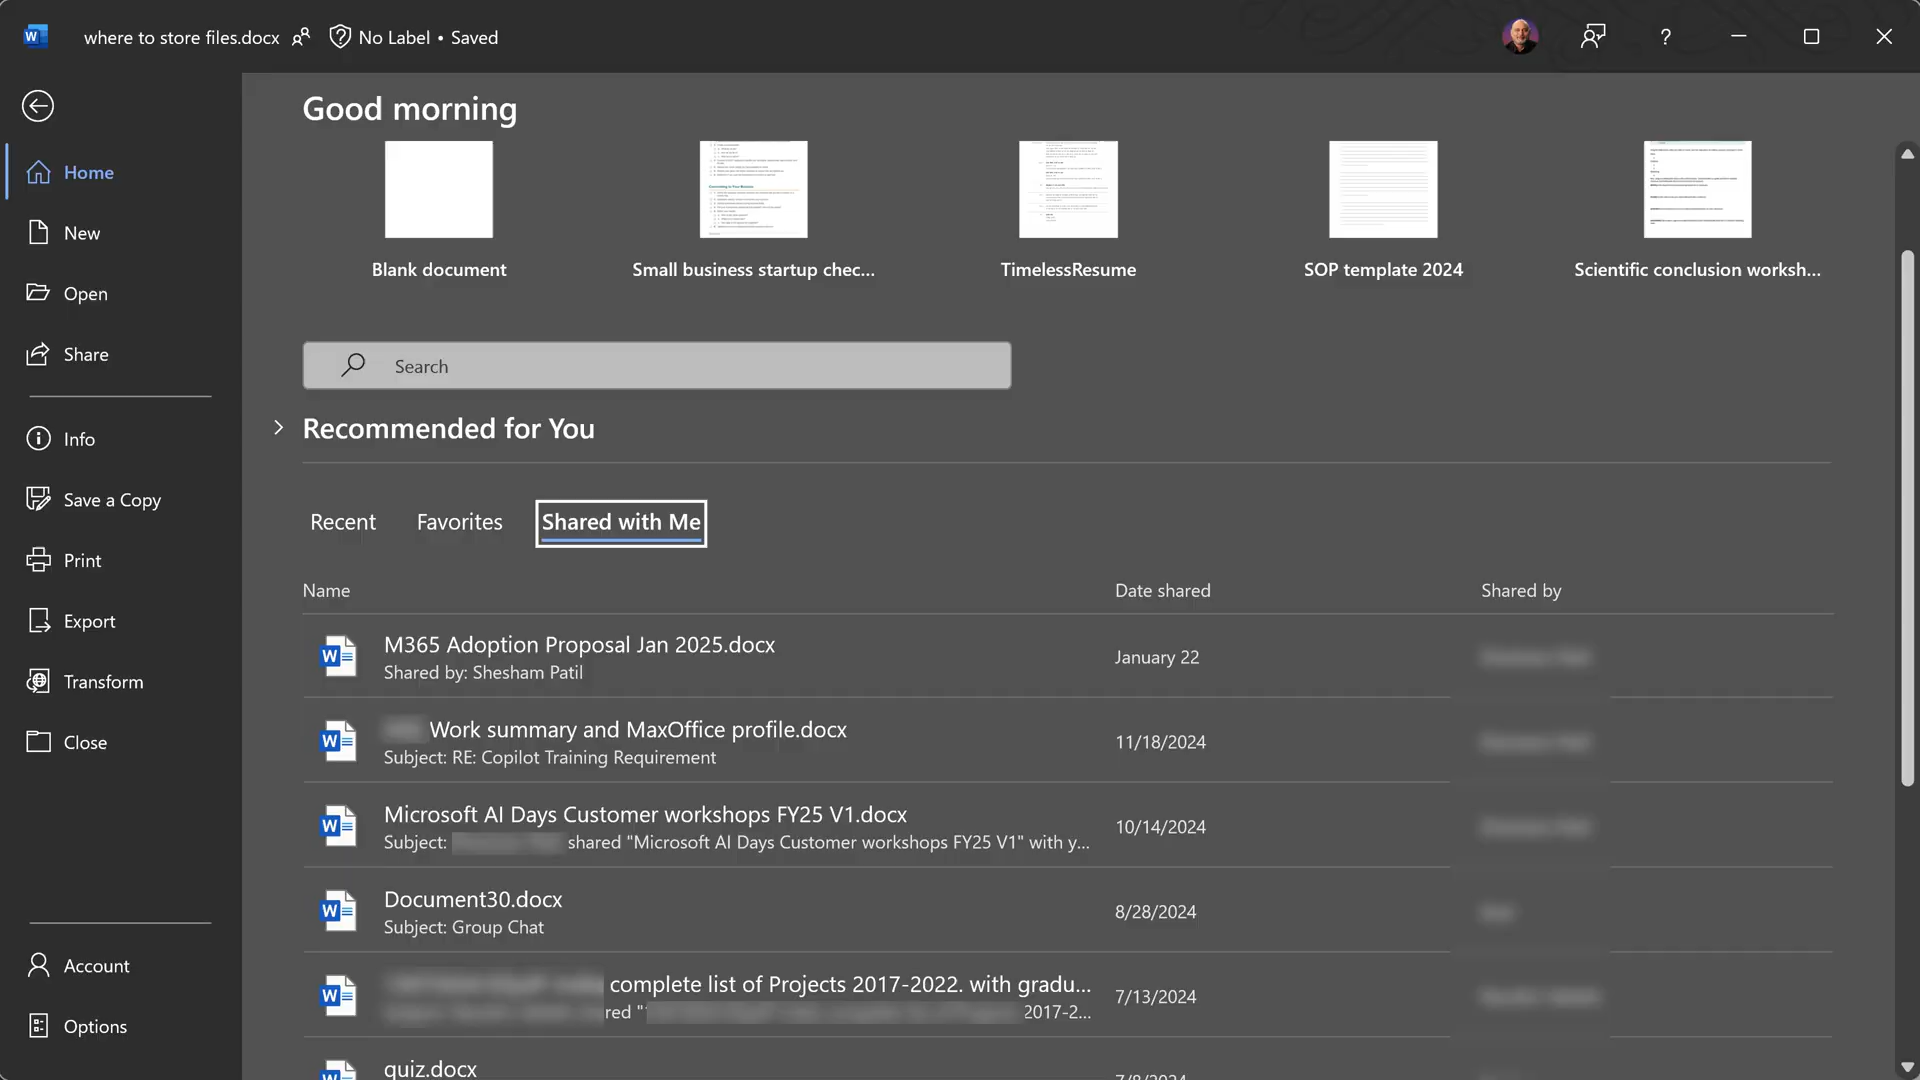 where to store files.docx
No Label • Saved
?
Good morning
Home
New
Open
Share
Info
Save a Copy
Print
Export
Transform
Close
Account
Options
Blank document
Small business startup chec...
TimelessResume
SOP template 2024
Scientific conclusion worksh...
Search
Recommended for You
Recent Favorites Shared with Me
Name Date shared Shared by
M365 Adoption Proposal Jan 2025.docx
Shared by: Shesham Patil
January 22
Work summary and MaxOffice profile.docx
Subject: RE: Copilot Training Requirement
11/18/2024
Microsoft AI Days Customer workshops FY25 V1.docx
Subject: shared "Microsoft AI Days Customer workshops FY25 V1" with y...
10/14/2024
Document30.docx
Subject: Group Chat
8/28/2024
complete list of Projects 2017-2022. with gradu...
2017-2...
7/13/2024
quiz.docx